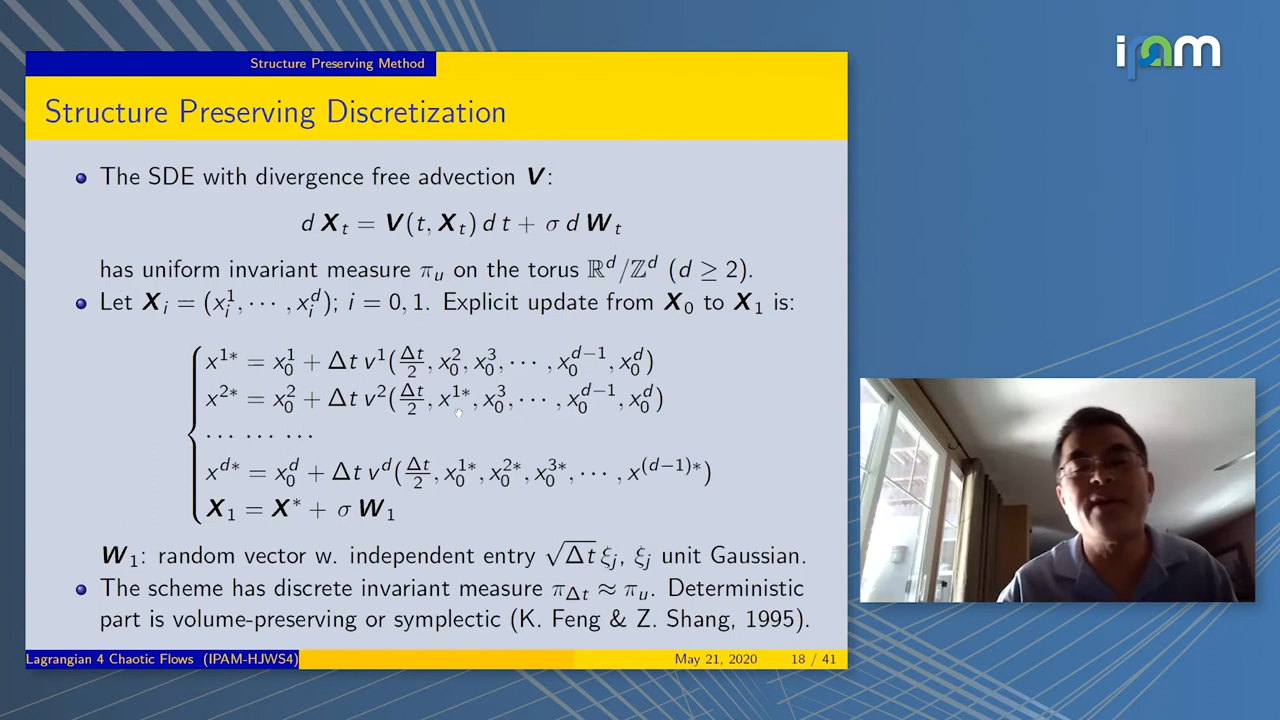 ipam
Structure Preserving Method
Structure Preserving Discretization
The SDE with divergence free advection V:
d X_t = V(t, X_t) d t + σ d W_t
has uniform invariant measure π_u on the torus ℝ^d/ℤ^d (d ≥ 2).
Let X_i = (x_i^1, ⋯ , x_i^d); i = 0, 1. Explicit update from X_0 to X_1 is:
x^{1*} = x_0^1 + Δt v^1(Δt/2, x_0^2, x_0^3, ⋯ , x_0^{d−1}, x_0^d)
x^{2*} = x_0^2 + Δt v^2(Δt/2, x^{1*}, x_0^3, ⋯ , x_0^{d−1}, x_0^d)
⋯ ⋯ ⋯
x^{d*} = x_0^d + Δt v^d(Δt/2, x_0^{1*}, x_0^{2*}, x_0^{3*}, ⋯ , x^{(d−1)*})
X_1 = X^* + σ W_1
W_1: random vector w. independent entry √Δt ξ_j, ξ_j unit Gaussian.
The scheme has discrete invariant measure π_{Δt} ≈ π_u. Deterministic
part is volume-preserving or symplectic (K. Feng & Z. Shang, 1995).
Lagrangian 4 Chaotic Flows (IPAM-HJWS4) May 21, 2020 18 / 41